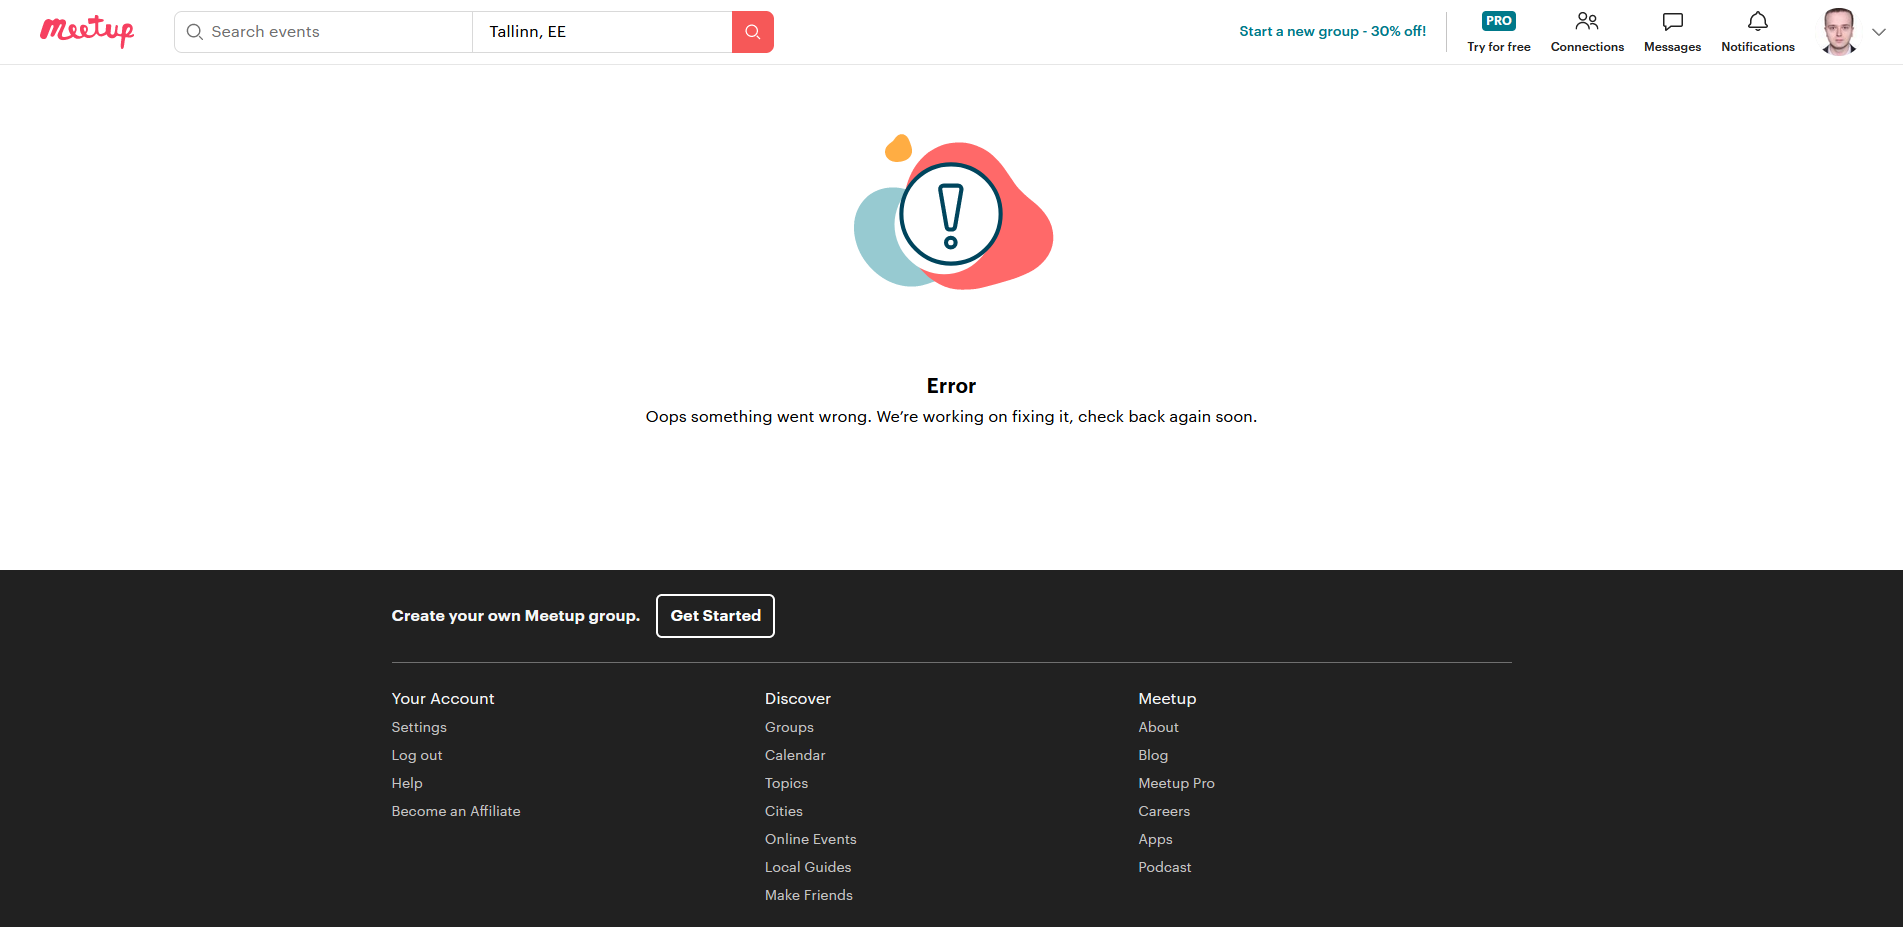 Meetup
Search events
Tallinn, EE
Start a new group - 30% off!
PRO
Try for free
Connections
Messages
Notifications
Error
Oops something went wrong. We’re working on fixing it, check back again soon.
Create your own Meetup group.
Get Started
Your Account
Settings
Log out
Help
Become an Affiliate
Discover
Groups
Calendar
Topics
Cities
Online Events
Local Guides
Make Friends
Meetup
About
Blog
Meetup Pro
Careers
Apps
Podcast